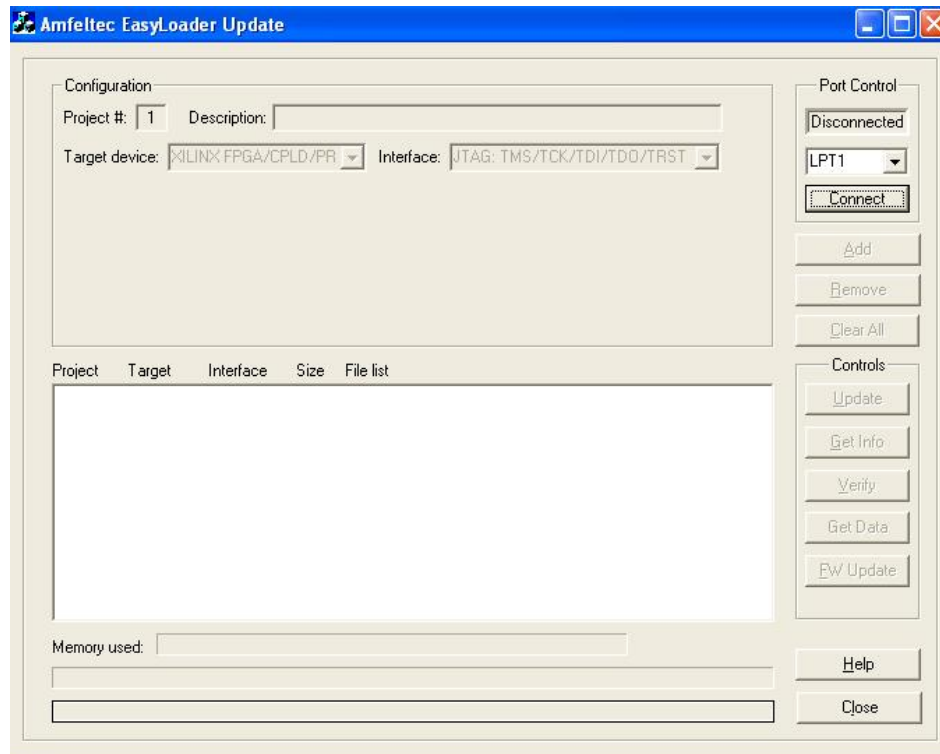 Amfeltec EasyLoader Update
Configuration
Project #: 1 Description:
Target device: XILINX FPGA/CPLD/PR Interface: JTAG: TMS/TCK/TDI/TDO/TRST
Port Control
Disconnected
LPT1
Connect
Add
Remove
Clear All
Project Target Interface Size File list
Controls
Update
Get Info
Verify
Get Data
FW Update
Memory used:
Help
Close